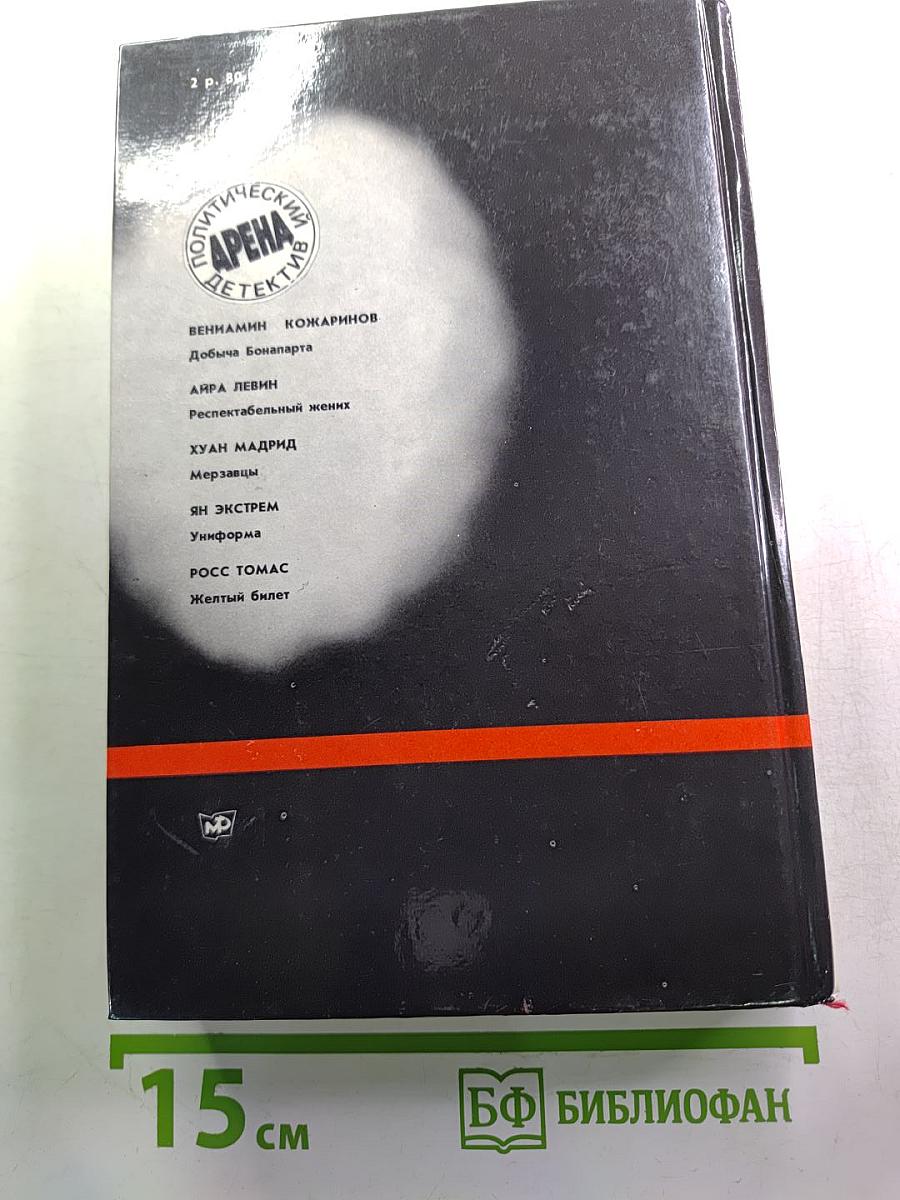 2 р. 80
ПОЛИТИЧЕСКИЙ
АРЕНА
ДЕТЕКТИВ
ВЕНИАМИН КОЖАРИНОВ
Добыча Бонапарта
АЙРА ЛЕВИН
Респектабельный жених
ХУАН МАДРИД
Мерзавцы
ЯН ЭКСТРЕМ
Униформа
РОСС ТОМАС
Желтый билет
МО
15 см
БФ БИБЛИОФАН